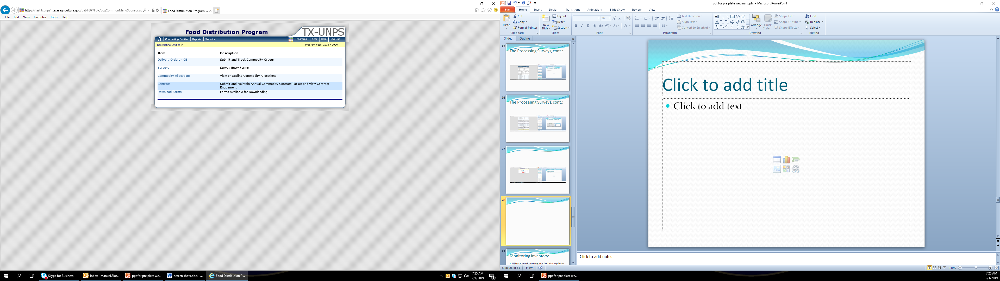 https://test.txunps1.texasagriculture.gov/uat/FDP/FDP/ccgCommonMenuSponsor.as
Food Distribution Program ...
File Edit View Favorites Tools Help
Food Distribution Program
TX-UNPS
Contracting Entities | Reports | Security
Programs | Year | Help | Log Out
Contracting Entities >
Program Year: 2019 - 2020
Item Description
Delivery Orders - CE Submit and Track Commodity Orders
Surveys Survey Entry Forms
Commodity Allocations View or Decline Commodity Allocations
Contract Submit and Maintain Annual Commodity Contract Packet and view Contract
Entitlement
Download Forms Forms Available for Downloading
Skype for Business
Inbox - Manuel.Flor...
ppt for pre plate we...
screen shots.docx -...
Food Distribution P...
7:25 AM
2/1/2019
ppt for pre plate webinar.pptx - Microsoft PowerPoint
File Home Insert Design Transitions Animations Slide Show Review View
Paste
Cut
Copy
Format Painter
Clipboard
New
Slide
Layout
Reset
Section
Slides
26
Font
Text Direction
Align Text
Convert to SmartArt
Paragraph
Arrange
Quick
Styles
Shape Fill
Shape Outline
Shape Effects
Drawing
Find
Replace
Select
Editing
Slides Outline
25
The Processing Surveys, cont.:
26
The Processing Surveys, cont.:
27
28
29
Monitoring Inventory:
USDAs 6 month inventory rule: Per USDA regulation
Click to add title
Click to add text
Click to add notes
Slide 28 of 33
"Flow"
110%
ppt for pre plate we...
7:25 AM
2/1/2019